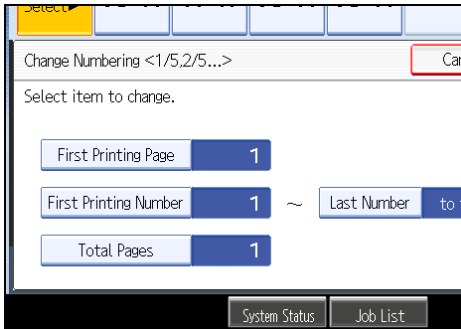 Select►
Change Numbering <1/5,2/5...>
Select item to change.
First Printing Page 1
First Printing Number 1 ~ Last Number to
Total Pages 1
System Status Job List